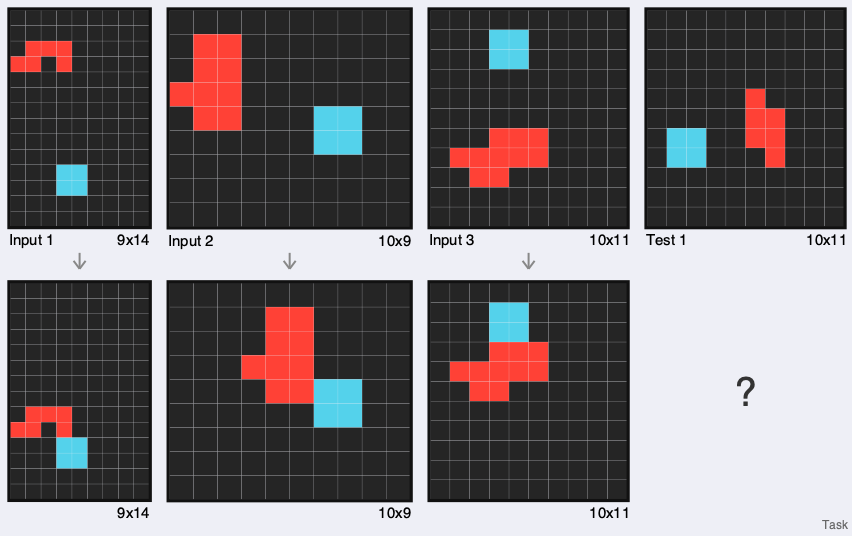 Input 1 9x14
Input 2 10x9
Input 3 10x11
Test 1 10x11
9x14
10x9
10x11
?
Task